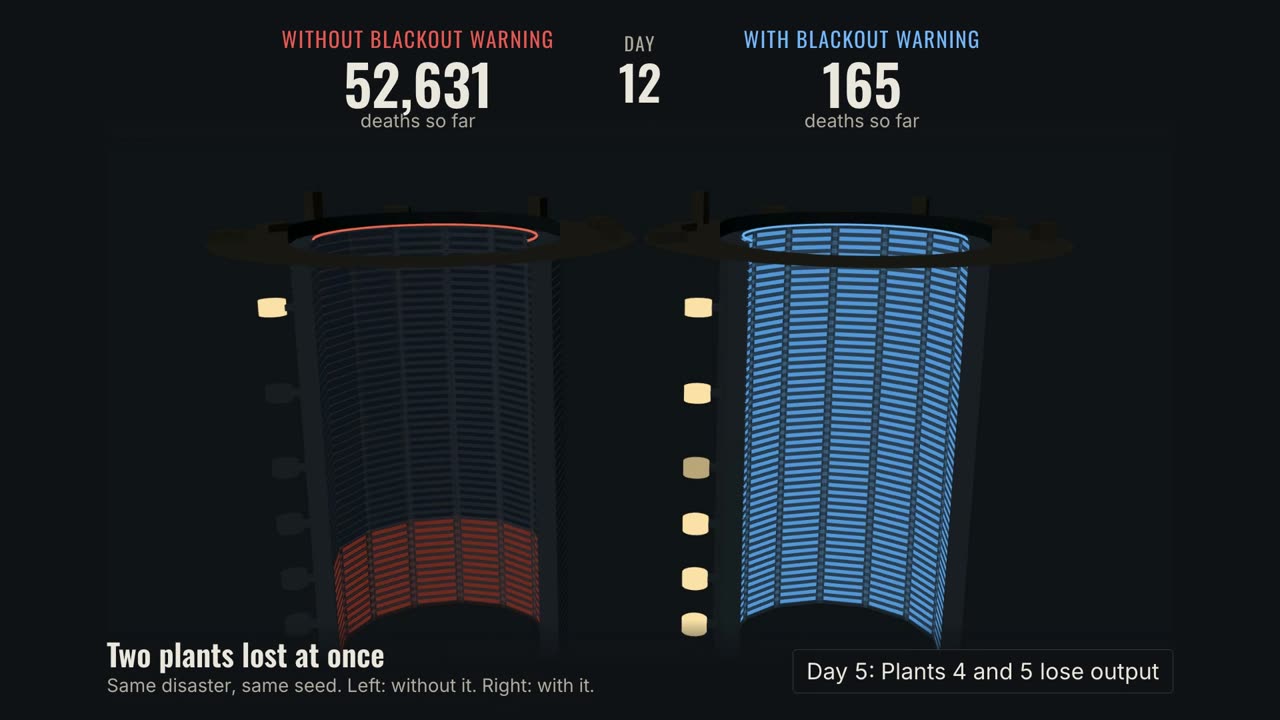 WITHOUT BLACKOUT WARNING
52,631
deaths so far
DAY
12
WITH BLACKOUT WARNING
165
deaths so far
Two plants lost at once
Same disaster, same seed. Left: without it. Right: with it.
Day 5: Plants 4 and 5 lose output